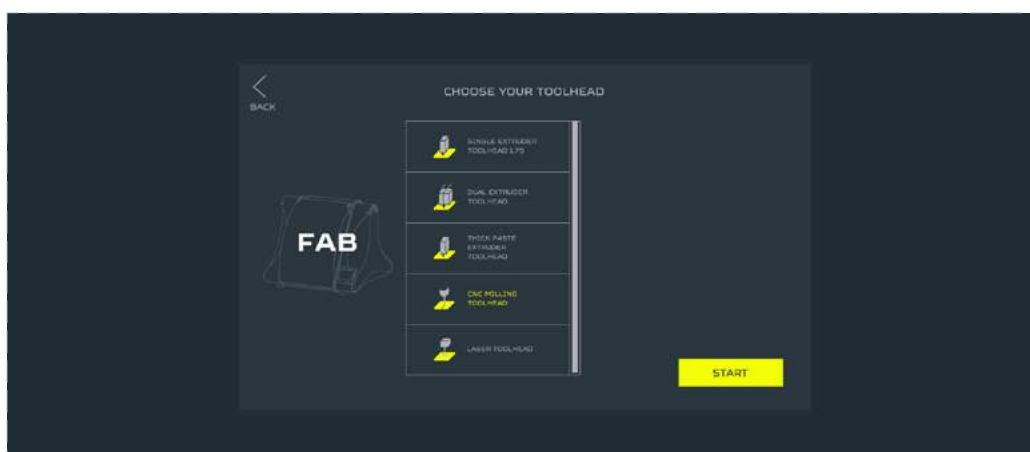 BACK
CHOOSE YOUR TOOLHEAD
SINGLE EXTRUDER
TOOLHEAD 1.75
DUAL EXTRUDER
TOOLHEAD
THICK PASTE
EXTRUDER
TOOLHEAD
CNC MILLING
TOOLHEAD
LASER TOOLHEAD
FAB
START